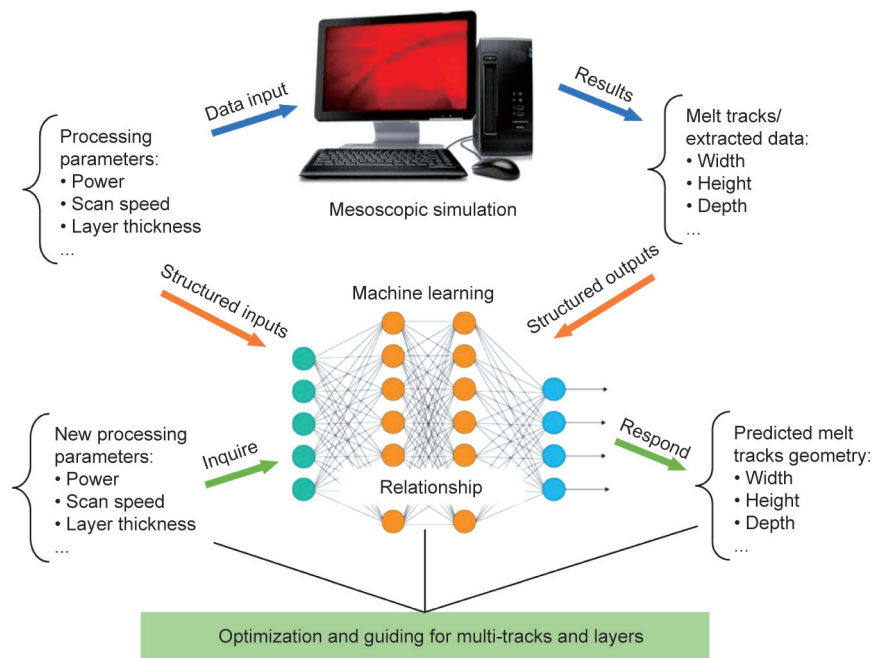 Data input
Results
Processing
parameters:
• Power
• Scan speed
• Layer thickness
...
Mesoscopic simulation
Melt tracks/
extracted data:
• Width
• Height
• Depth
...
Structured inputs
Machine learning
Structured outputs
New processing
parameters:
• Power
• Scan speed
• Layer thickness
...
Inquire
Relationship
Respond
Predicted melt
tracks geometry:
• Width
• Height
• Depth
...
Optimization and guiding for multi-tracks and layers